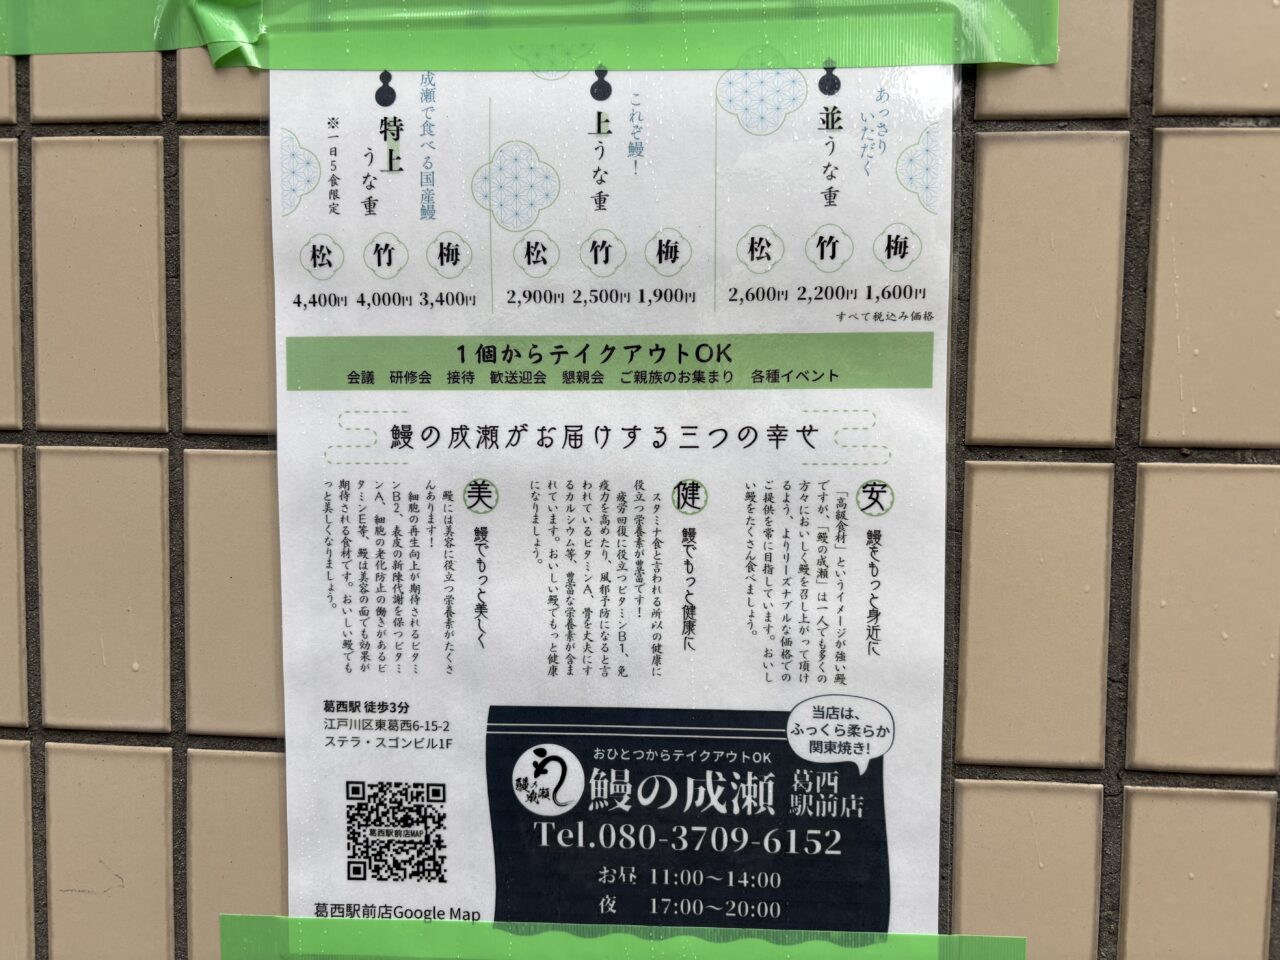 あっさり
いただく
並うな重
梅
1,600円
竹
2,200円
松
2,600円
これぞ鰻！
上うな重
梅
1,900円
竹
2,500円
松
2,900円
成瀬で食べる国産鰻
特上
うな重
※一日5食限定
梅
3,400円
竹
4,000円
松
4,400円
すべて税込み価格
1個からテイクアウトOK
会議 研修会 接待 歓送迎会 懇親会 ご親族のお集まり 各種イベント
鰻の成瀬がお届けする三つの幸せ
安
鰻をもっと身近に
「高級食材」というイメージが強い鰻
ですが、「鰻の成瀬」は一人でも多くの
方々においしく鰻を召し上がって頂け
るよう、よりリーズナブルな価格での
ご提供を常に目指しています。おいし
い鰻をたくさん食べましょう。
健
鰻でもっと健康に
スタミナ食と言われる所以の健康に
役立つ栄養素が豊富です！
疲労回復に役立つビタミンB1、免
疫力を高めたり、風邪予防になると言
われているビタミンA、骨を丈夫にす
るカルシウム等、豊富な栄養素が含ま
れています。おいしい鰻でもっと健康
になりましょう。
美
鰻でもっと美しく
鰻には美容に役立つ栄養素がたくさ
んあります！
細胞の再生向上が期待されるビタミ
ンB2、表皮の新陳代謝を保つビタミ
ンA、細胞の老化防止の働きがあるビ
タミンE等、鰻は美容の面でも効果が
期待される食材です。おいしい鰻でも
っと美しくなりましょう。
葛西駅 徒歩3分
江戸川区東葛西6-15-2
ステラ・スゴンビル1F
葛西駅前店MAP
葛西駅前店Google Map
当店は、
ふっくら柔らか
関東焼き！
おひとつからテイクアウトOK
う
鰻の成瀬
鰻の成瀬
葛西
駅前店
Tel.080-3709-6152
お昼 11:00～14:00
夜 17:00～20:00